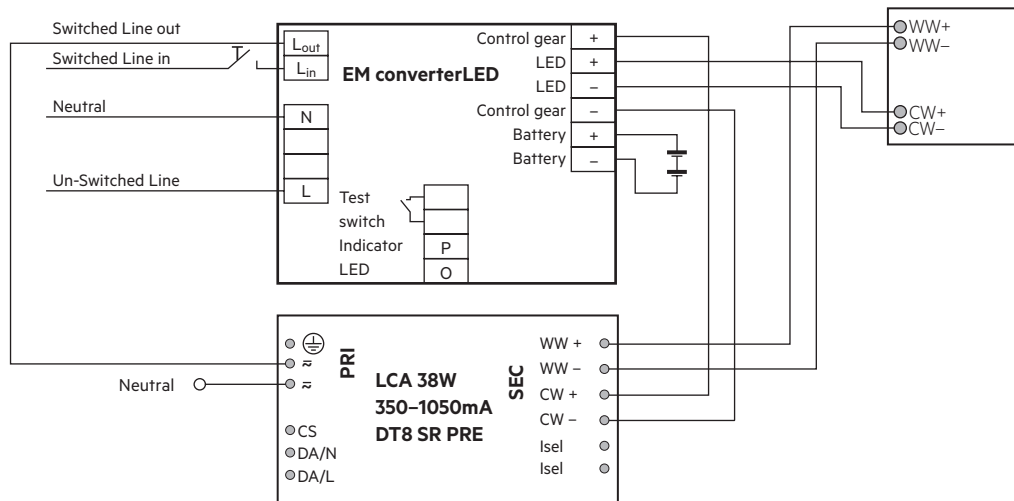 Switched Line out
Switched Line in
Neutral
Un-Switched Line
Lout
Lin
N
L
EM converterLED
Control gear +
LED +
LED –
Control gear –
Battery +
Battery –
Test
switch
Indicator P
LED O
WW+
WW–
CW+
CW–
Neutral
PRI
CS
DA/N
DA/L
LCA 38W
350–1050mA
DT8 SR PRE
SEC
WW +
WW –
CW +
CW –
Isel
Isel